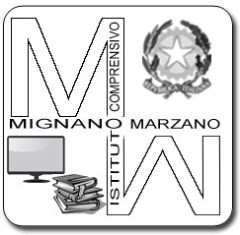 M
ISTITUTO COMPRENSIVO
MIGNANO MARZANO
M